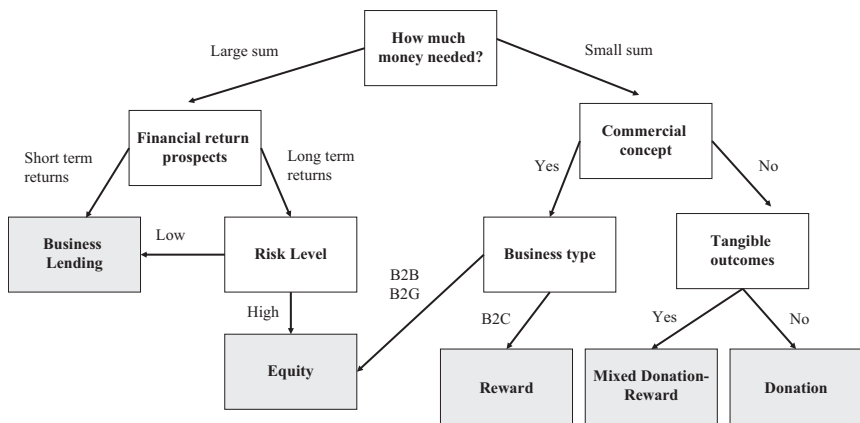 How much
money needed?
Large sum
Small sum
Financial return
prospects
Commercial
concept
Short term
returns
Long term
returns
Yes
No
Business
Lending
Low
Risk Level
Business type
Tangible
outcomes
B2B
B2G
High
B2C
Yes
No
Equity
Reward
Mixed Donation-
Reward
Donation